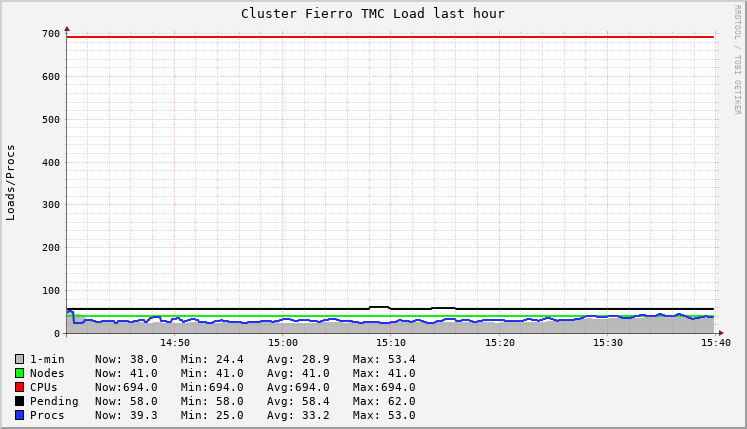 Cluster Fierro TMC Load last hour
RRDTOOL / TOBI OETIKER
Loads/Procs
700
600
500
400
300
200
100
0
14:50 15:00 15:10 15:20 15:30 15:40
1-min Now: 38.0 Min: 24.4 Avg: 28.9 Max: 53.4
Nodes Now: 41.0 Min: 41.0 Avg: 41.0 Max: 41.0
CPUs Now:694.0 Min:694.0 Avg:694.0 Max:694.0
Pending Now: 58.0 Min: 58.0 Avg: 58.4 Max: 62.0
Procs Now: 39.3 Min: 25.0 Avg: 33.2 Max: 53.0